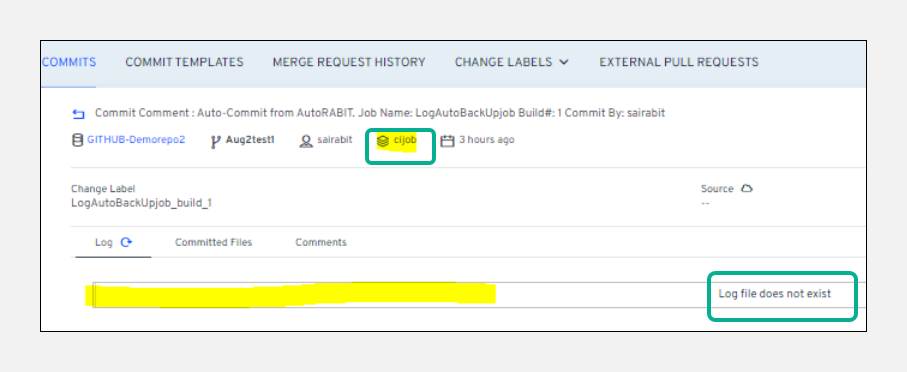 COMMITS COMMIT TEMPLATES MERGE REQUEST HISTORY CHANGE LABELS EXTERNAL PULL REQUESTS
Commit Comment : Auto-Commit from AutoRABIT. Job Name: LogAutoBackUpjob Build#: 1 Commit By: sairabit
GITHUB-Demorepo2 Aug2test1 sairabit cijob 3 hours ago
Change Label Source
LogAutoBackUpjob_build_1 --
Log Committed Files Comments
Log file does not exist